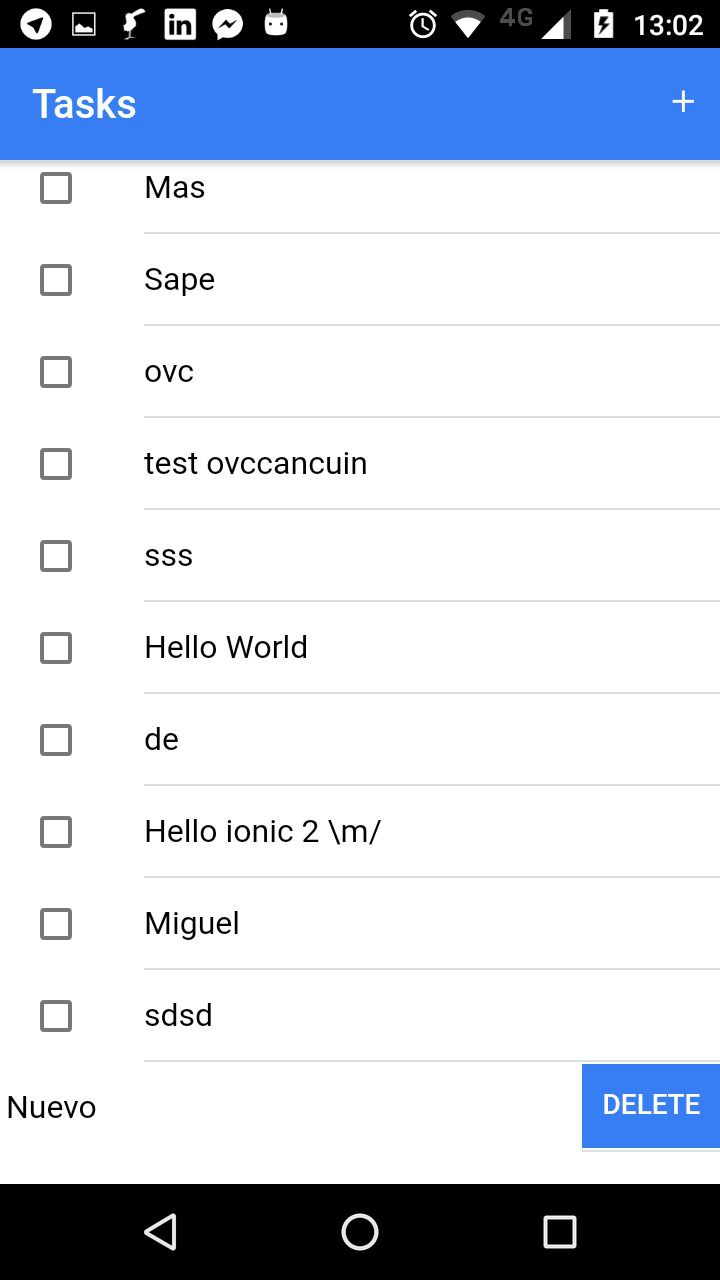 4G 13:02
Tasks +
Mas
Sape
ovc
test ovccancuin
sss
Hello World
de
Hello ionic 2 \m/
Miguel
sdsd
Nuevo DELETE